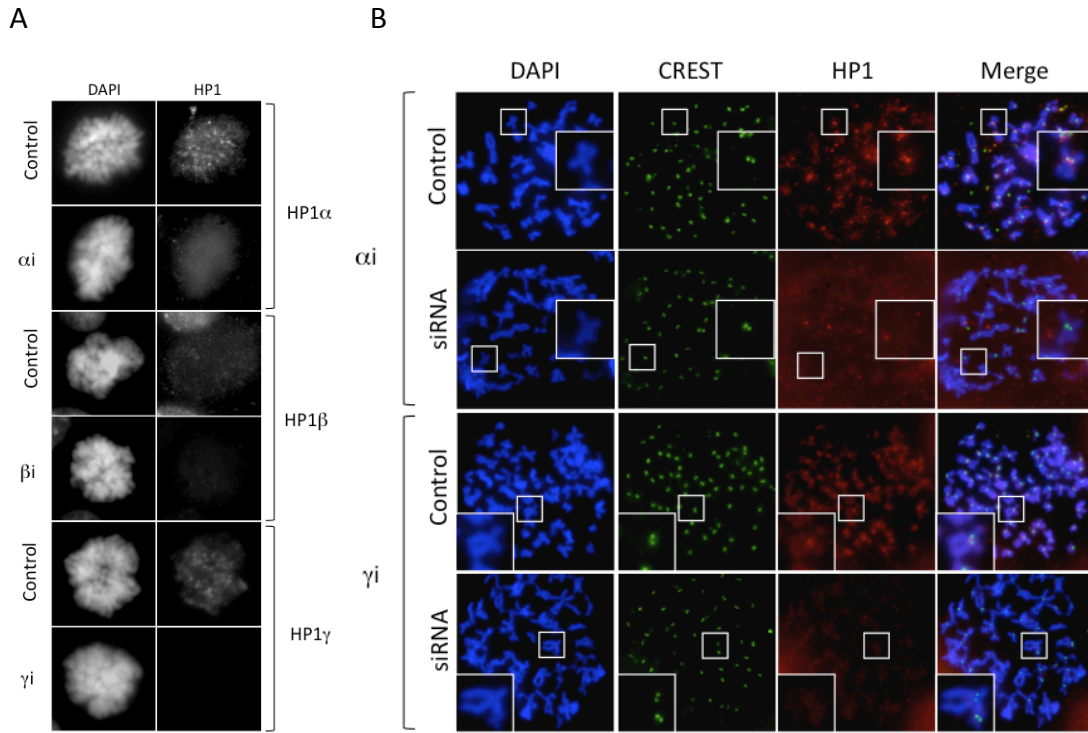 A
DAPI HP1
Control
HP1α
αi
Control
HP1β
βi
Control
HP1γ
γi
B
DAPI CREST HP1 Merge
αi
Control
siRNA
γi
Control
siRNA